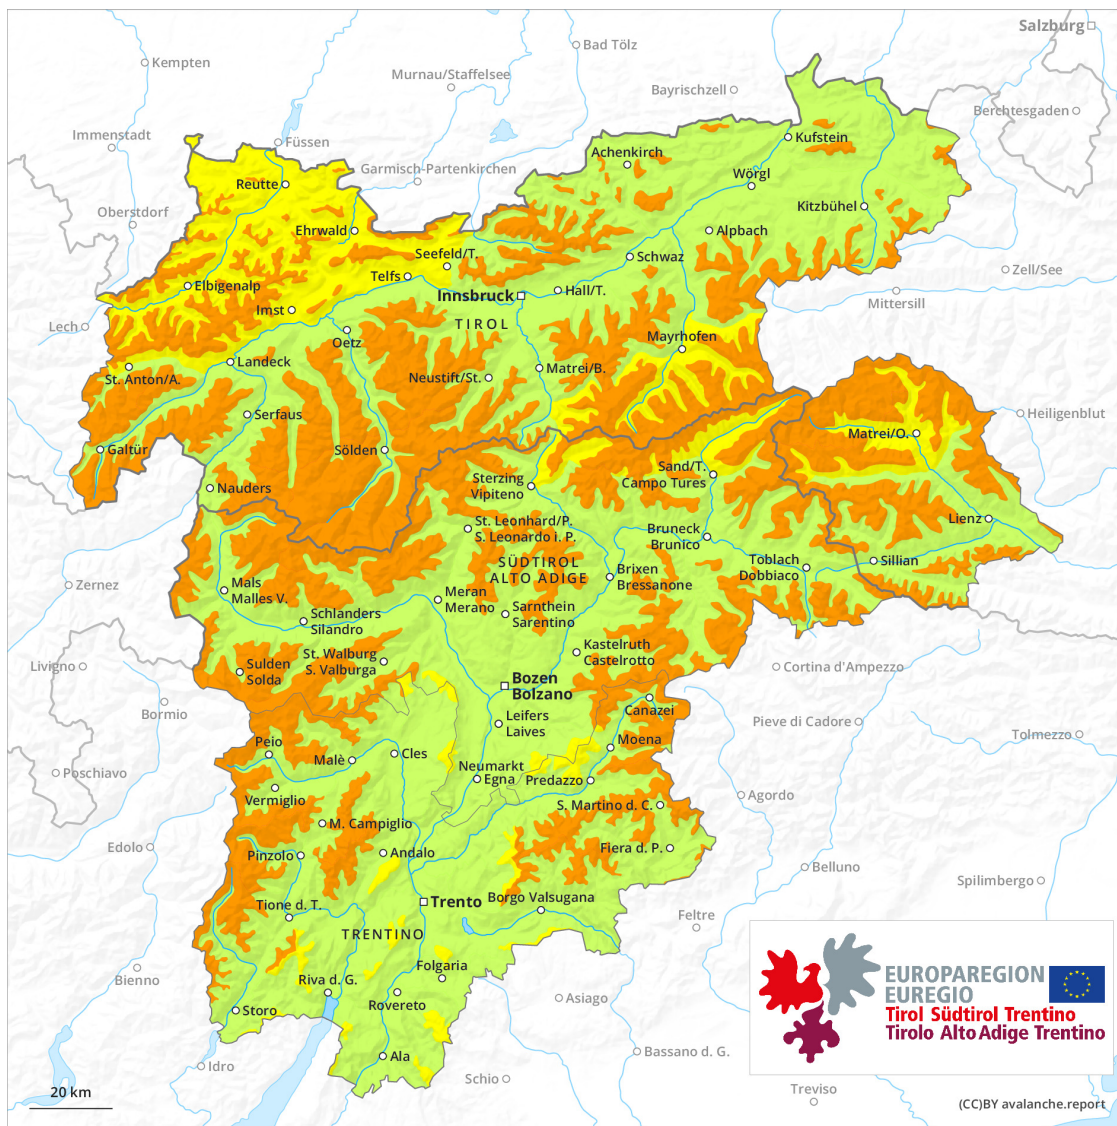 Salzburg
Bad Tölz
Kempten
Murnau/Staffelsee
Bayrischzell
Berchtesgaden
Immenstadt
Füssen
Kufstein
Achenkirch
Garmisch-Partenkirchen
Wörgl
Reutte
Oberstdorf
Kitzbühel
Ehrwald
Alpbach
Seefeld/T.
Schwaz
Telfs
Zell/See
Elbigenalp
Innsbruck
Hall/T.
Mittersill
Imst
TIROL
Lech
Oetz
Mayrhofen
Landeck
St. Anton/A.
Neustift/St.
Matrei/B.
Serfaus
Heiligenblut
Matrei/O.
Galtür
Sölden
Sterzing
Vipiteno
Sand/T.
Campo Tures
Nauders
St. Leonhard/P.
S. Leonardo i. P.
Lienz
Bruneck
Brunico
SÜDTIROL
ALTO ADIGE
Toblach
Dobbiaco
Sillian
Zernez
Mals
Malles V.
Brixen
Bressanone
Meran
Merano
Schlanders
Silandro
Sarnthein
Sarentino
Kastelruth
Castelrotto
St. Walburg
S. Valburga
Livigno
Sulden
Solda
Cortina d'Ampezzo
Bozen
Bolzano
Bormio
Canazei
Leifers
Laives
Pieve di Cadore
Tolmezzo
Peio
Moena
Cles
Malè
Poschiavo
Neumarkt
Egna
Predazzo
Vermiglio
Agordo
S. Martino d. C.
M. Campiglio
Edolo
Pinzolo
Andalo
Fiera d. P.
Belluno
Spilimbergo
Trento
Borgo Valsugana
Tione d. T.
Feltre
TRENTINO
Bienno
Folgaria
Riva d. G.
Rovereto
Asiago
Storo
Ala
Bassano d. G.
Idro
Schio
Treviso
EUROPAREGION
EUREGIO
Tirol Südtirol Trentino
Tirolo Alto Adige Trentino
20 km
(CC)BY avalanche.report